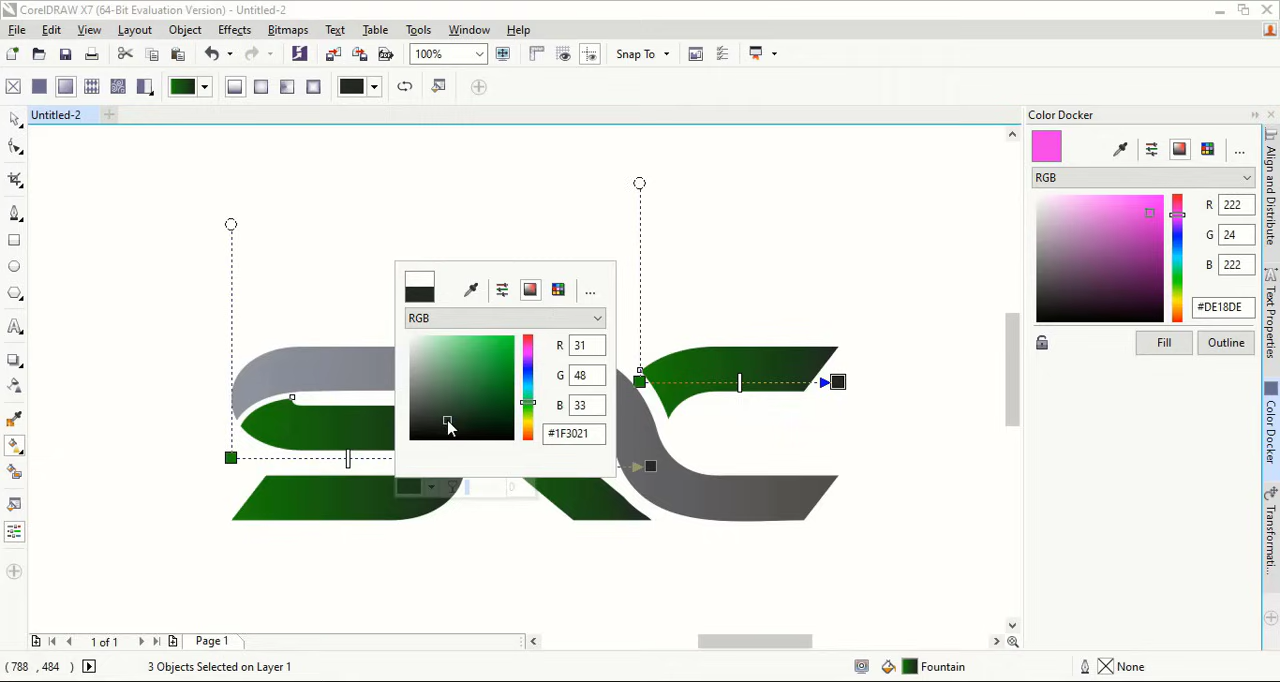 CorelDRAW X7 (64-Bit Evaluation Version) - Untitled-2
File Edit View Layout Object Effects Bitmaps Text Table Tools Window Help
100% Snap To
Untitled-2
Color Docker
RGB
R 222
G 24
B 222
#DE18DE
Fill Outline
RGB
R 31
G 48
B 33
#1F3021
0
Align and Distribute
Text Properties
Color Docker
Transformati...
1 of 1 Page 1
( 788 , 484 ) 3 Objects Selected on Layer 1 Fountain None